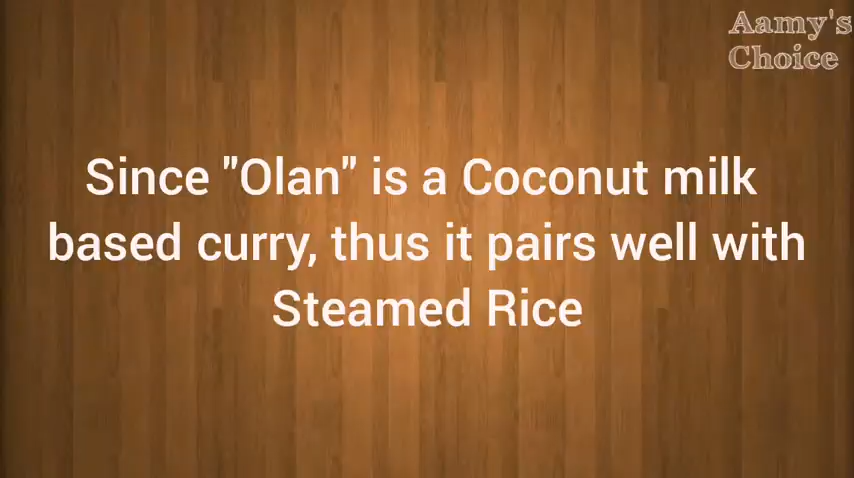 Aamy's
Choice
Since "Olan" is a Coconut milk
based curry, thus it pairs well with
Steamed Rice